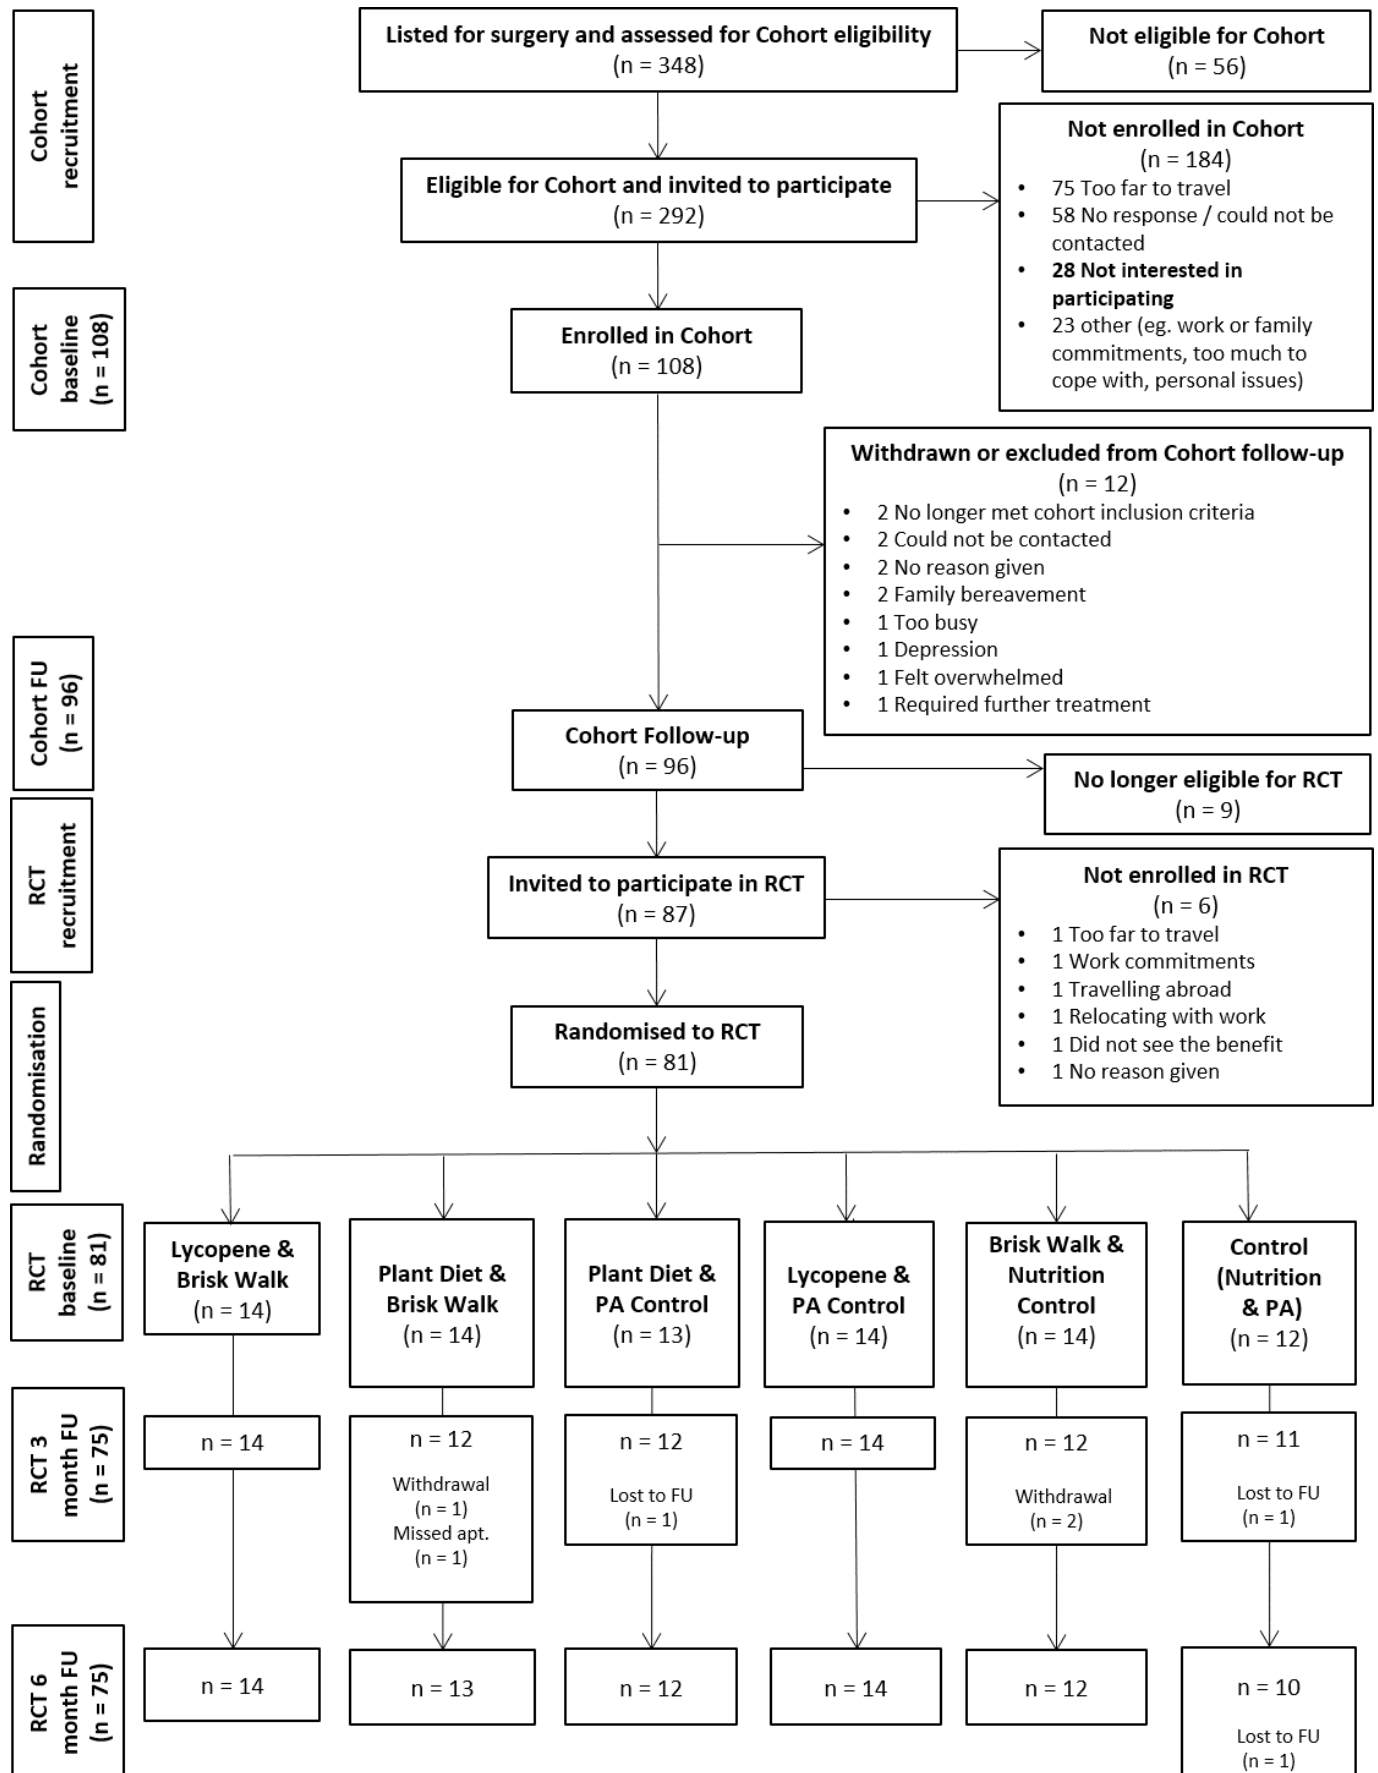 Cohort
recruitment
Listed for surgery and assessed for Cohort eligibility
(n = 348)
Not eligible for Cohort
(n = 56)
Eligible for Cohort and invited to participate
(n = 292)
Not enrolled in Cohort
(n = 184)
• 75 Too far to travel
• 58 No response / could not be
contacted
• 28 Not interested in
participating
• 23 other (eg. work or family
commitments, too much to
cope with, personal issues)
Cohort
baseline
(n = 108)
Enrolled in Cohort
(n = 108)
Withdrawn or excluded from Cohort follow-up
(n = 12)
• 2 No longer met cohort inclusion criteria
• 2 Could not be contacted
• 2 No reason given
• 2 Family bereavement
• 1 Too busy
• 1 Depression
• 1 Felt overwhelmed
• 1 Required further treatment
Cohort FU
(n = 96)
Cohort Follow-up
(n = 96)
No longer eligible for RCT
(n = 9)
RCT
recruitment
Invited to participate in RCT
(n = 87)
Not enrolled in RCT
(n = 6)
• 1 Too far to travel
• 1 Work commitments
• 1 Travelling abroad
• 1 Relocating with work
• 1 Did not see the benefit
• 1 No reason given
Randomisation
Randomised to RCT
(n = 81)
RCT
baseline
(n = 81)
Lycopene &
Brisk Walk
(n = 14)
Plant Diet &
Brisk Walk
(n = 14)
Plant Diet &
PA Control
(n = 13)
Lycopene &
PA Control
(n = 14)
Brisk Walk &
Nutrition
Control
(n = 14)
Control
(Nutrition
& PA)
(n = 12)
RCT 3
month FU
(n = 75)
n = 14
n = 12
Withdrawal
(n = 1)
Missed apt.
(n = 1)
n = 12
Lost to FU
(n = 1)
n = 14
n = 12
Withdrawal
(n = 2)
n = 11
Lost to FU
(n = 1)
RCT 6
month FU
(n = 75)
n = 14
n = 13
n = 12
n = 14
n = 12
n = 10
Lost to FU
(n = 1)